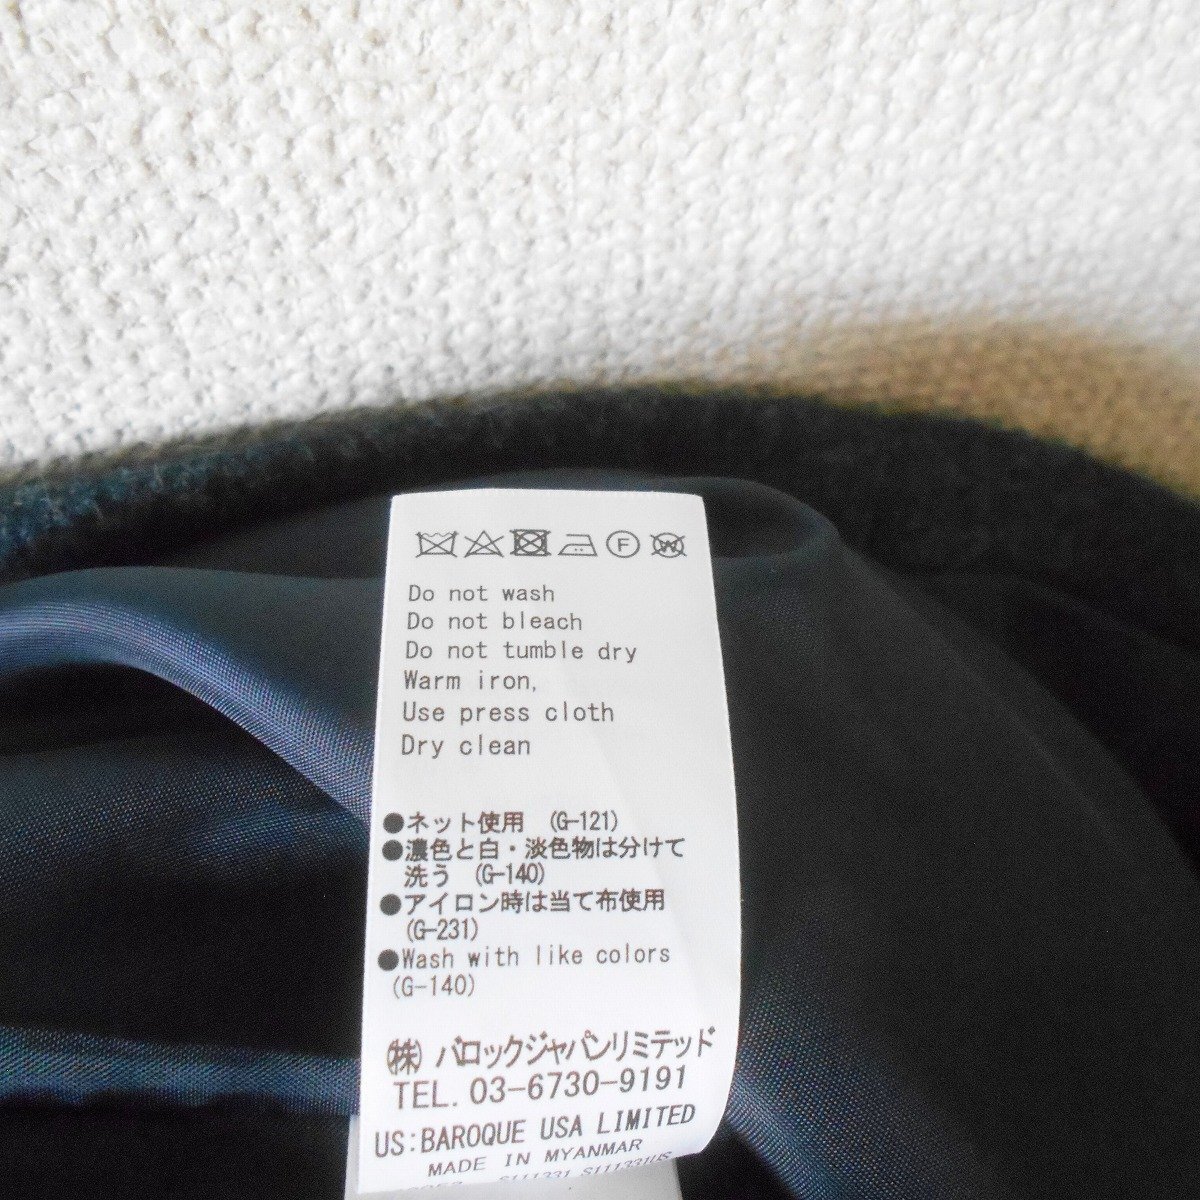 F W
Do not wash
Do not bleach
Do not tumble dry
Warm iron,
Use press cloth
Dry clean
●ネット使用 (G-121)
●濃色と白・淡色物は分けて
洗う (G-140)
●アイロン時は当て布使用
(G-231)
●Wash with like colors
(G-140)
(株) バロックジャパンリミテッド
TEL. 03-6730-9191
US:BAROQUE USA LIMITED
MADE IN MYANMAR
S111331 S111331US